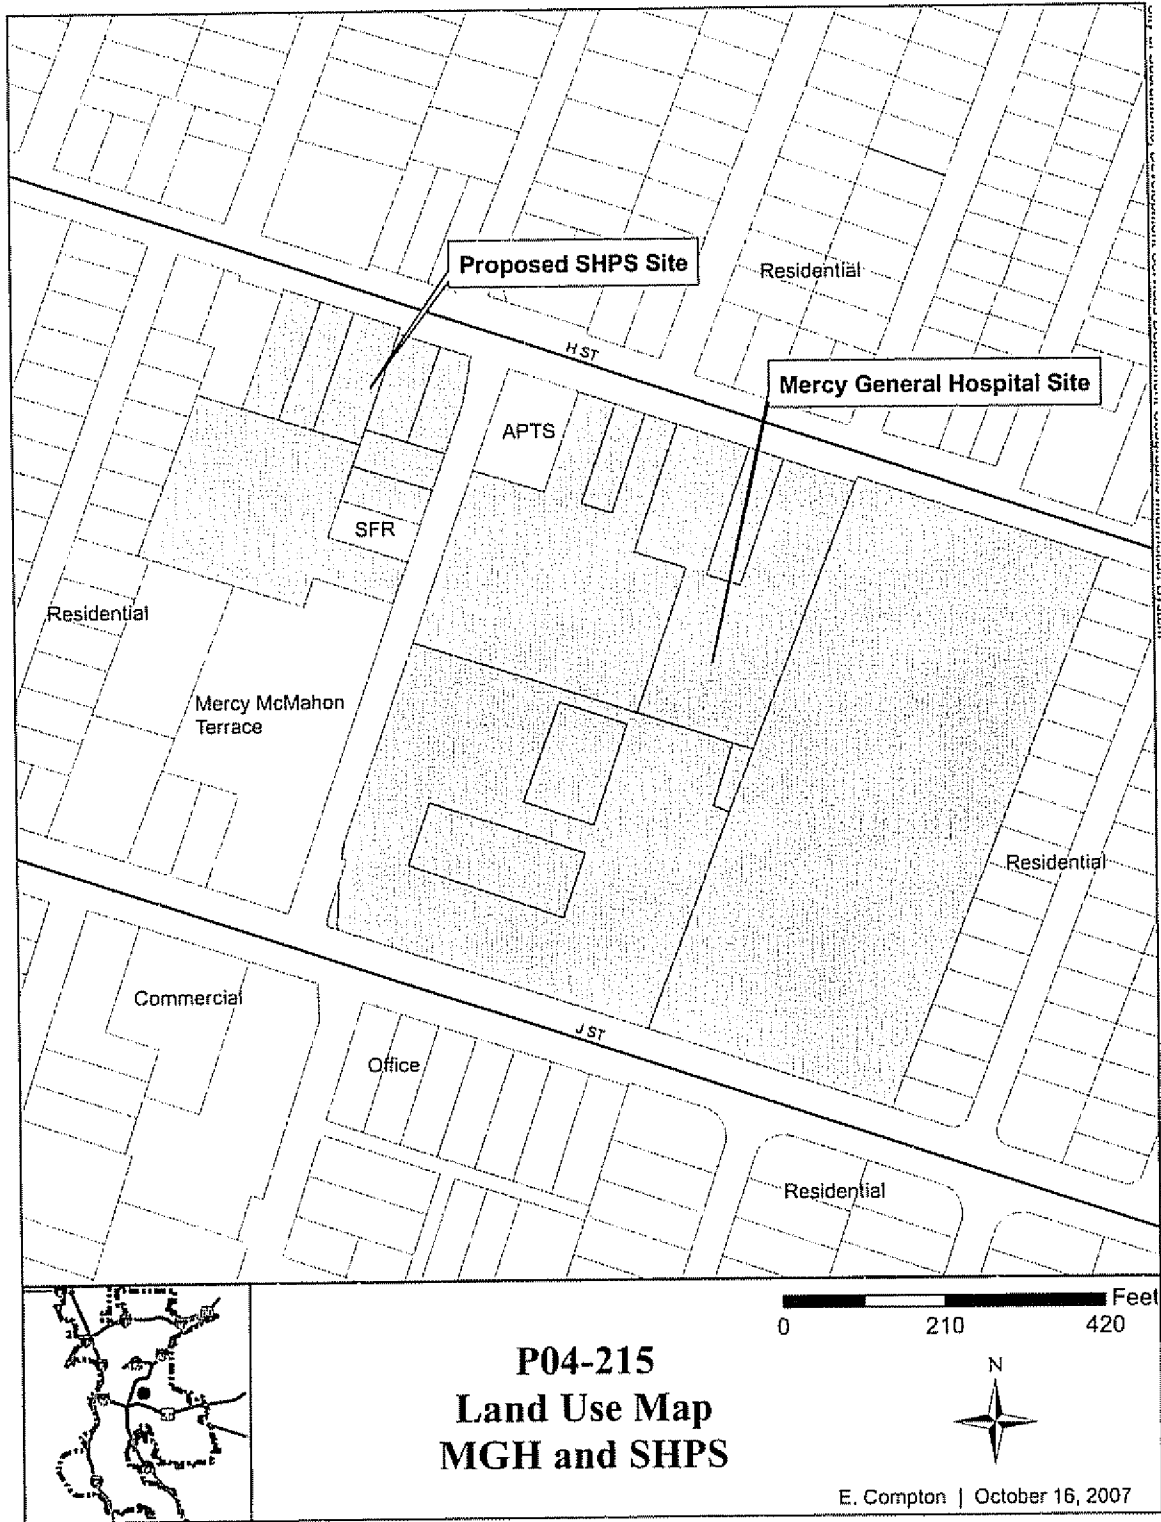 Proposed SHPS Site
Residential
H ST
Mercy General Hospital Site
APTS
SFR
Residential
Mercy McMahon
Terrace
Residential
Commercial
J ST
Office
Residential
Feet
0 210 420
P04-215
Land Use Map
MGH and SHPS
N
E. Compton | October 16, 2007